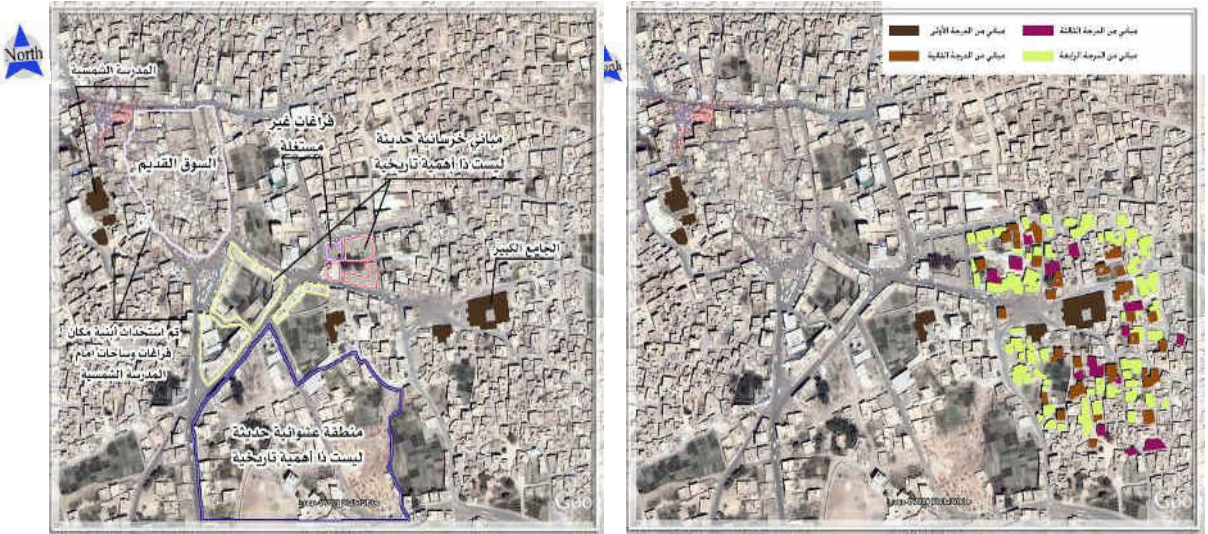 North
المدرسة الشمسية
فراغات غير
مستغلة
مباني خرسانية حديثة
ليست ذا أهمية تاريخية
السوق القديم
الجامع الكبير
تم استحداث ابنية مكان
فراغات وساحات امام
المدرسة الشمسية
منطقة عشوائية حديثة
ليست ذا أهمية تاريخية
مباني من الدرجة الأولى
مباني من الدرجة الثالثة
مباني من الدرجة الثانية
مباني من الدرجة الرابعة